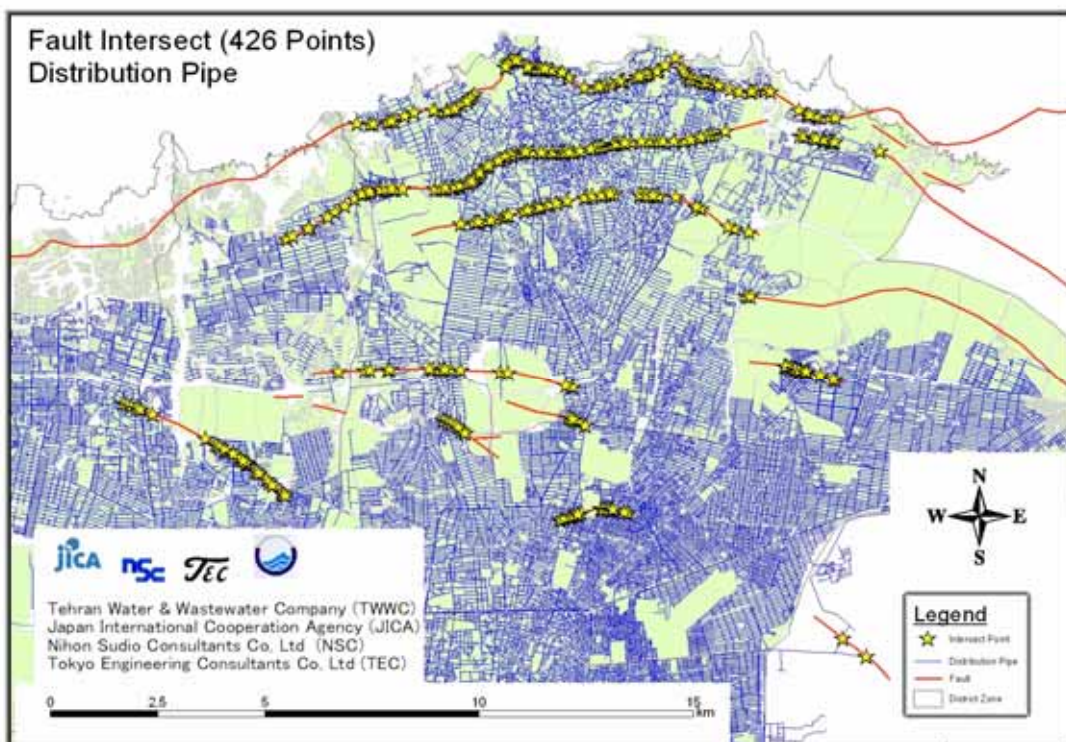 Fault Intersect (426 Points)
Distribution Pipe
N
W E
S
JICA NSC TEC
Tehran Water & Wastewater Company (TWWC)
Japan International Cooperation Agency (JICA)
Nihon Sudio Consultants Co. Ltd (NSC)
Tokyo Engineering Consultants Co. Ltd (TEC)
Legend
Intersect Point
Distribution Pipe
Fault
District Zone
0 2.5 5 10 15
km